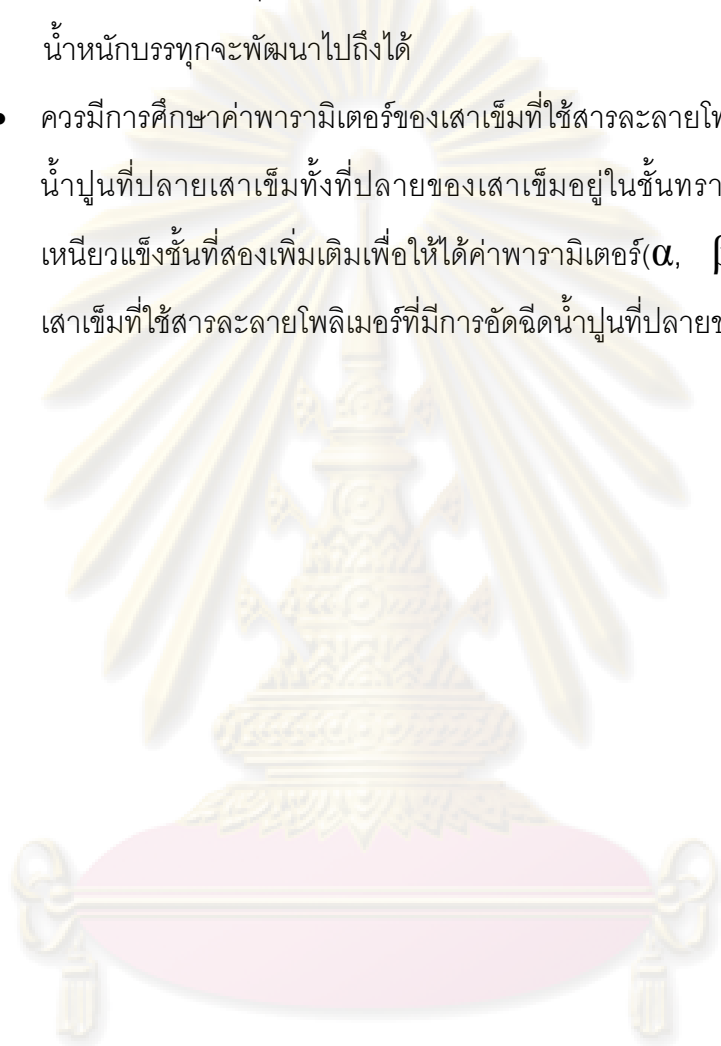 น้ำหนักบรรทุกจะพัฒนาไปถึงได้
• ควรมีการศึกษาค่าพารามิเตอร์ของเสาเข็มที่ใช้สารละลายโพ
น้ำปูนที่ปลายเสาเข็มทั้งที่ปลายของเสาเข็มอยู่ในชั้นทรา
เหนียวแข็งชั้นที่สองเพิ่มเติมเพื่อให้ได้ค่าพารามิเตอร์(α,
เสาเข็มที่ใช้สารละลายโพลิเมอร์ที่มีการอัดฉีดน้ำปูนที่ปลายข